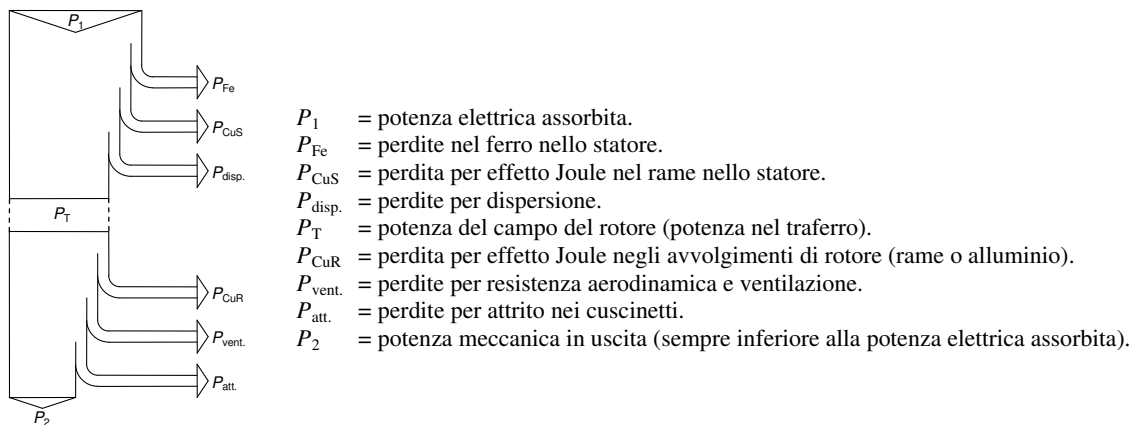 P1
PFe
PCuS
Pdisp.
PT
PCuR
Pvent.
Patt.
P2
P1 = potenza elettrica assorbita.
PFe = perdite nel ferro nello statore.
PCuS = perdita per effetto Joule nel rame nello statore.
Pdisp. = perdite per dispersione.
PT = potenza del campo del rotore (potenza nel traferro).
PCuR = perdita per effetto Joule negli avvolgimenti di rotore (rame o alluminio).
Pvent. = perdite per resistenza aerodinamica e ventilazione.
Patt. = perdite per attrito nei cuscinetti.
P2 = potenza meccanica in uscita (sempre inferiore alla potenza elettrica assorbita).